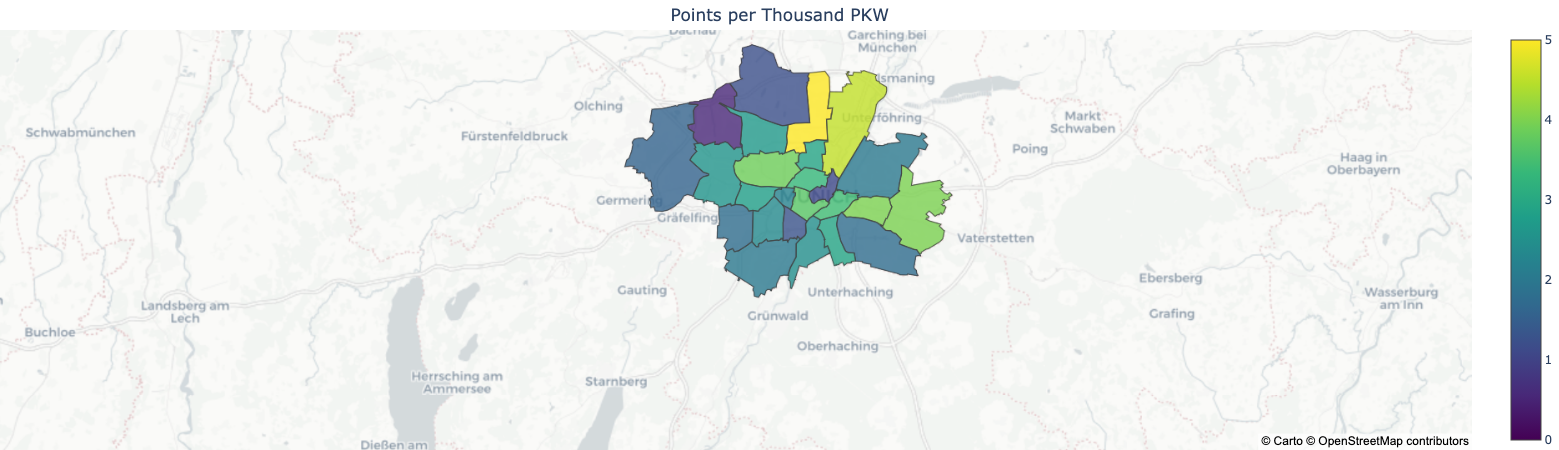 Points per Thousand PKW
Dachau
Garching bei
München
Ismaning
Olching
Schwabmünchen
Fürstenfeldbruck
Unterföhring
Markt
Schwaben
Poing
Haag in
Oberbayern
Germering
MUNICH
Gräfelfing
Vaterstetten
Gauting
Unterhaching
Ebersberg
Wasserburg
am Inn
Landsberg am
Lech
Grünwald
Grafing
Buchloe
Oberhaching
Herrsching am
Ammersee
Starnberg
Dießen am
© Carto © OpenStreetMap contributors
5
4
3
2
1
0